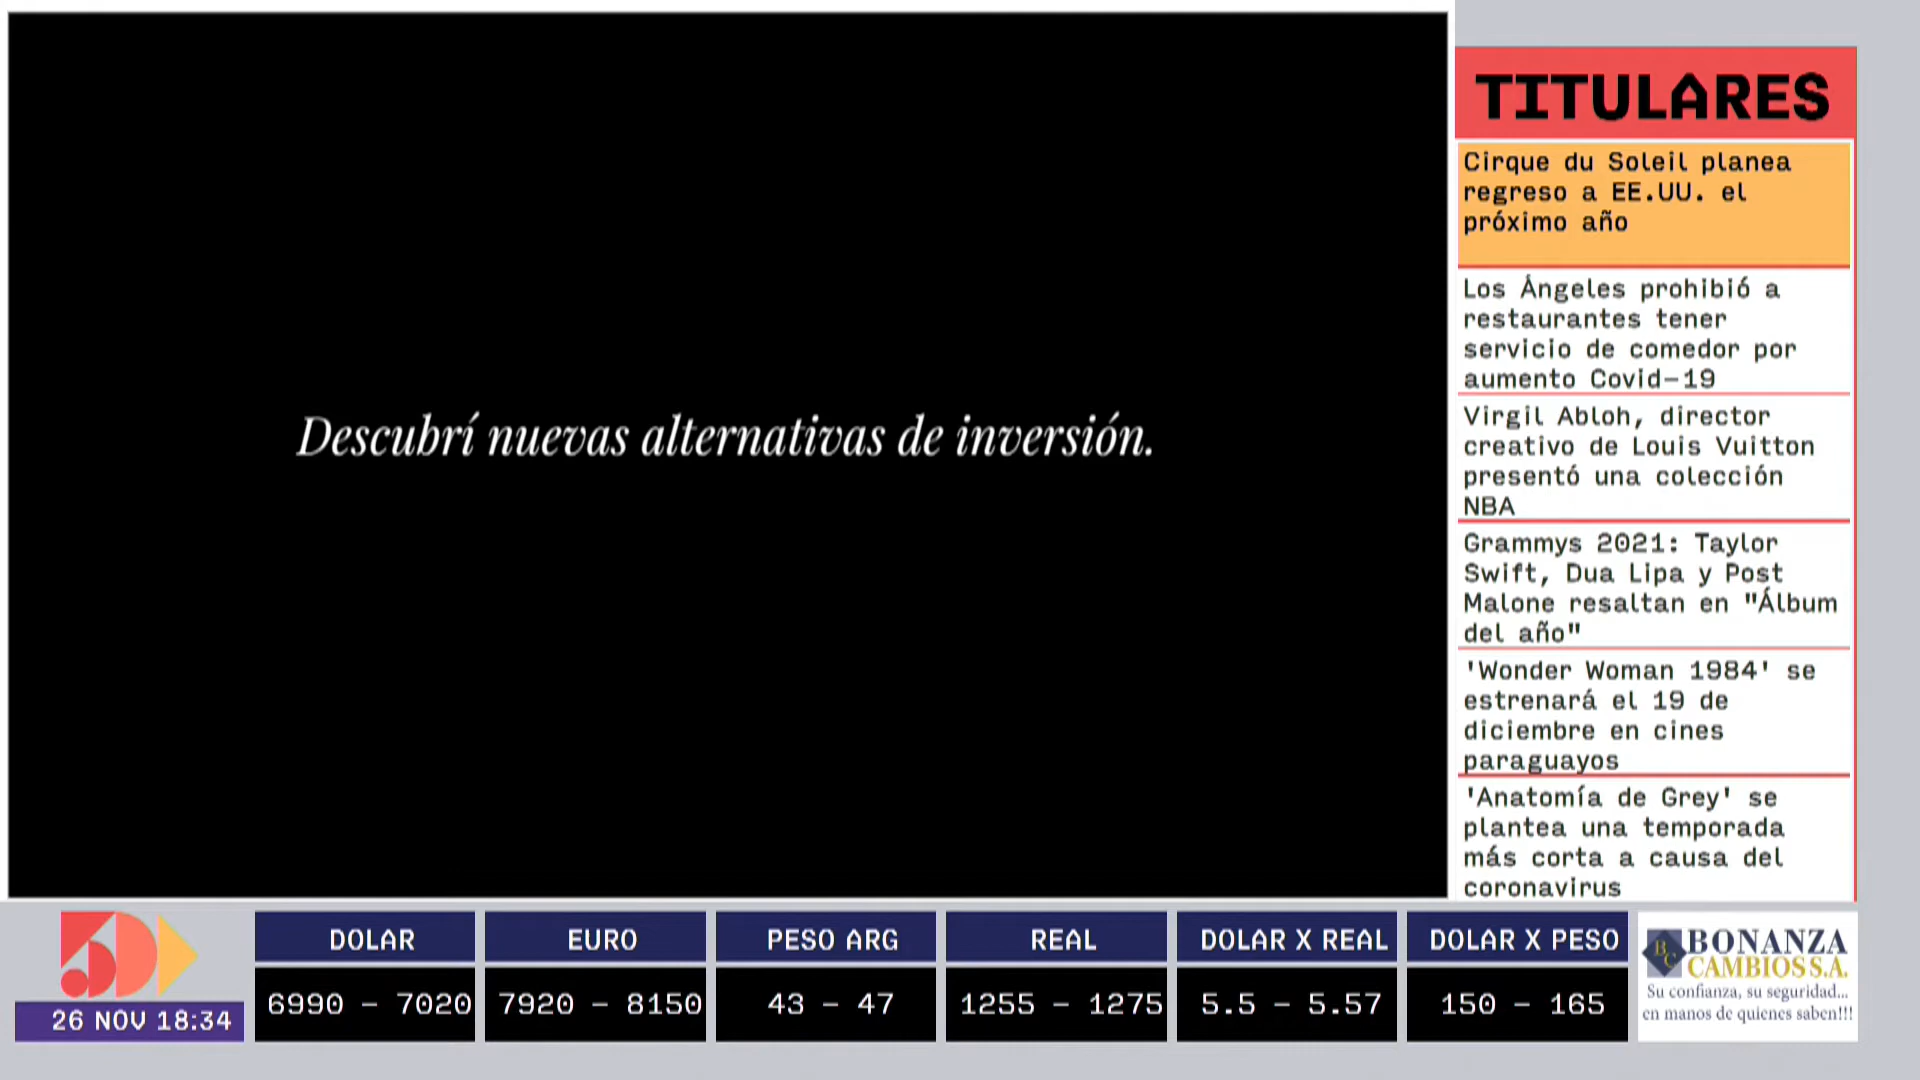 Descubrí nuevas alternativas de inversión.
TITULARES
Cirque du Soleil planea
regreso a EE.UU. el
próximo año
Los Ángeles prohibió a
restaurantes tener
servicio de comedor por
aumento Covid-19
Virgil Abloh, director
creativo de Louis Vuitton
presentó una colección
NBA
Grammys 2021: Taylor
Swift, Dua Lipa y Post
Malone resaltan en "Álbum
del año"
'Wonder Woman 1984' se
estrenará el 19 de
diciembre en cines
paraguayos
'Anatomía de Grey' se
plantea una temporada
más corta a causa del
coronavirus
5D
26 NOV 18:34
DOLAR
6990 - 7020
EURO
7920 - 8150
PESO ARG
43 - 47
REAL
1255 - 1275
DOLAR X REAL
5.5 - 5.57
DOLAR X PESO
150 - 165
BC
BONANZA
CAMBIOS S.A.
Su confianza, su seguridad...
en manos de quienes saben!!!